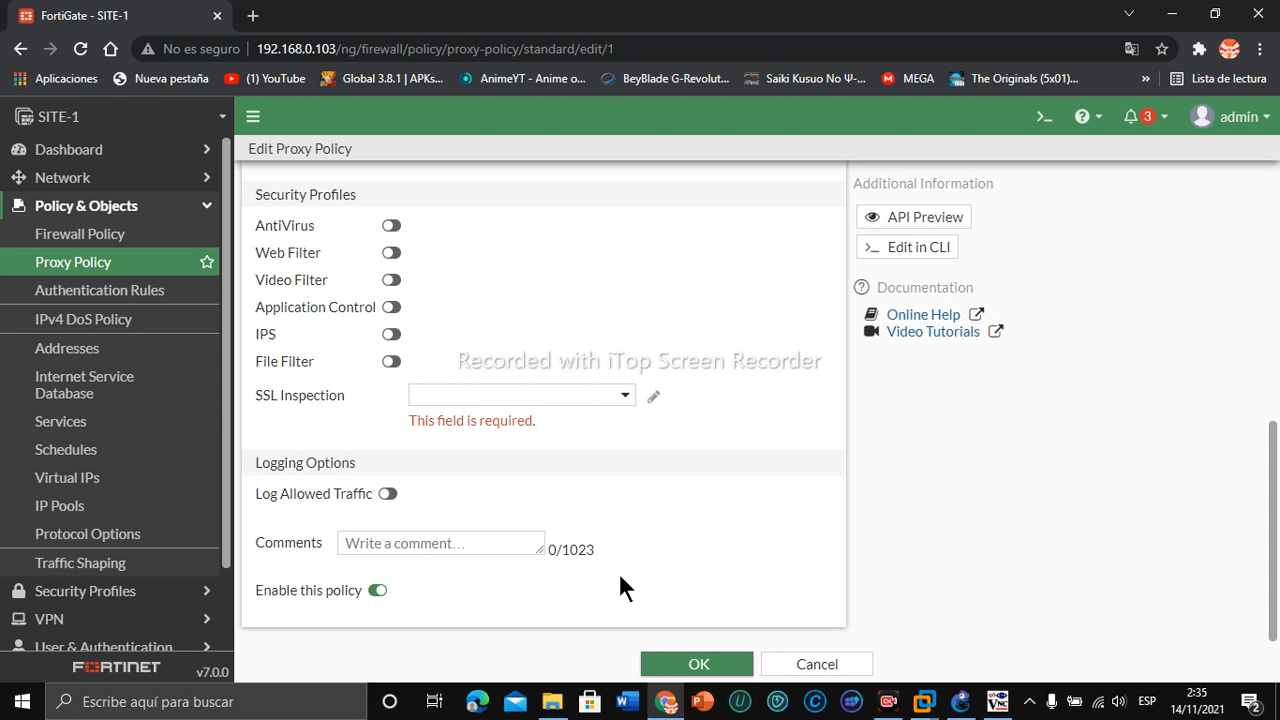 FortiGate - SITE-1
No es seguro 192.168.0.103/ng/firewall/policy/proxy-policy/standard/edit/1
Aplicaciones Nueva pestaña (1) YouTube Global 3.8.1 | APKs... AnimeYT - Anime o... BeyBlade G-Revolut... Saiki Kusuo No Ψ-... MEGA The Originals (5x01)... » Lista de lectura
SITE-1
>_ 3 admin
Edit Proxy Policy
Dashboard
Network
Policy & Objects
Firewall Policy
Proxy Policy
Authentication Rules
IPv4 DoS Policy
Addresses
Internet Service
Database
Services
Schedules
Virtual IPs
IP Pools
Protocol Options
Traffic Shaping
Security Profiles
VPN
User & Authentication
FORTINET v7.0.0
Security Profiles
AntiVirus
Web Filter
Video Filter
Application Control
IPS
File Filter
Recorded with iTop Screen Recorder
SSL Inspection
This field is required.
Logging Options
Log Allowed Traffic
Comments Write a comment... 0/1023
Enable this policy
OK Cancel
Additional Information
API Preview
>_ Edit in CLI
Documentation
Online Help
Video Tutorials
Escribe aquí para buscar
ESP
2:35
14/11/2021
2